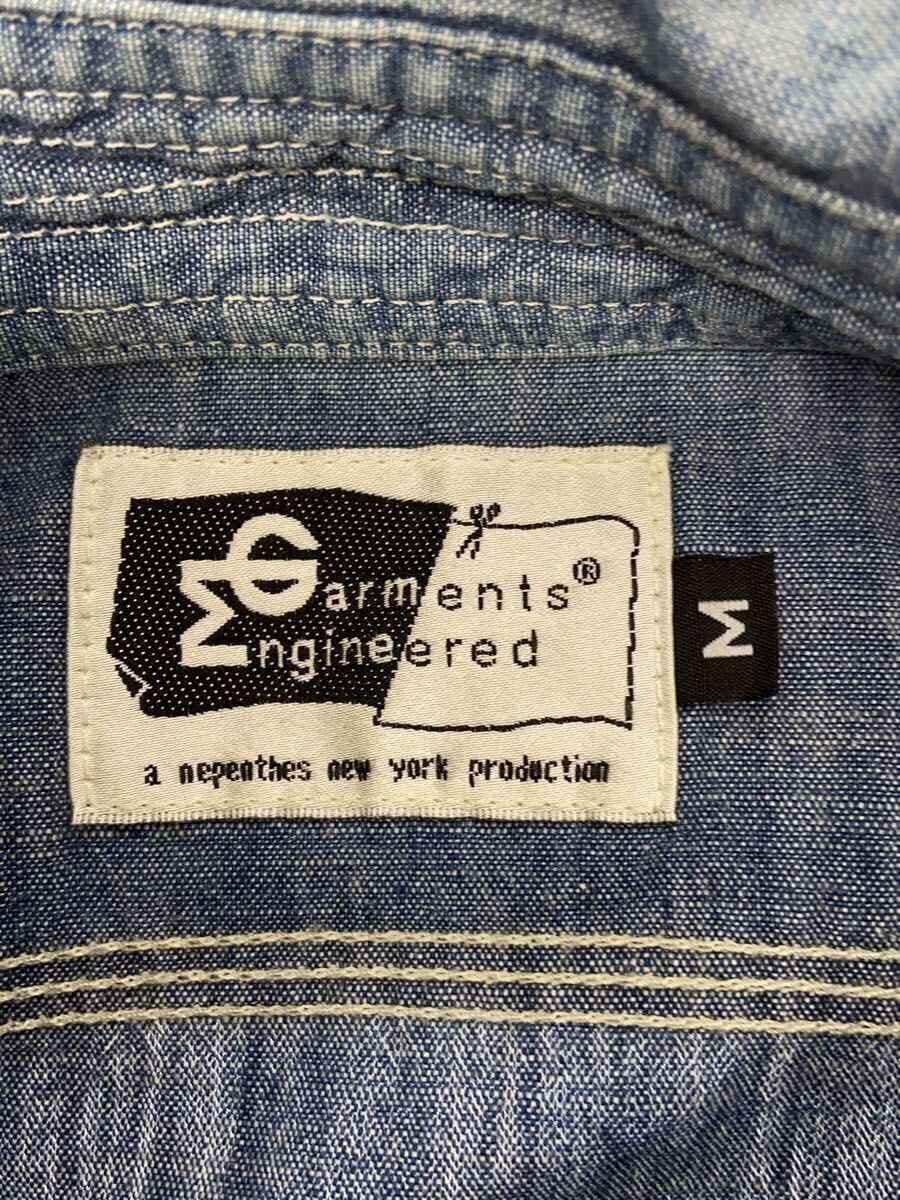 Garments®
Engineered
a nepenthes new york production
M